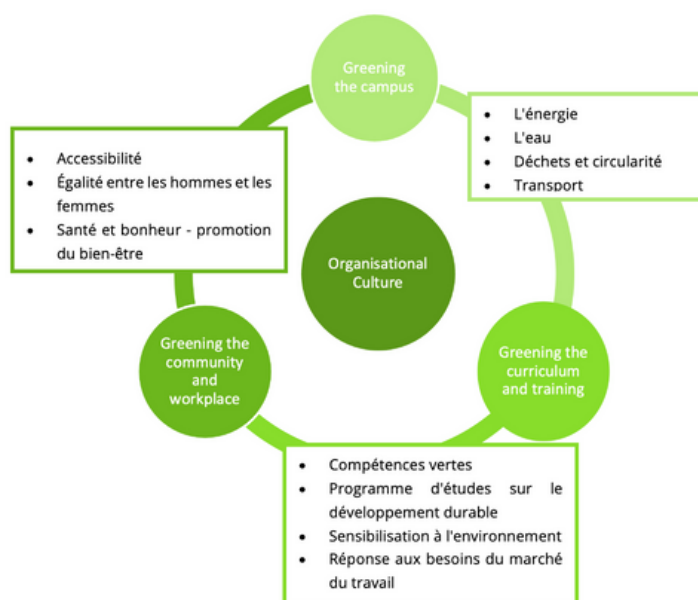 Greening
the campus
• L'énergie
• L'eau
• Déchets et circularité
• Transport
• Accessibilité
• Égalité entre les hommes et les
femmes
• Santé et bonheur - promotion
du bien-être
Organisational
Culture
Greening the
community
and
workplace
Greening the
curriculum
and training
• Compétences vertes
• Programme d'études sur le
développement durable
• Sensibilisation à l'environnement
• Réponse aux besoins du marché
du travail